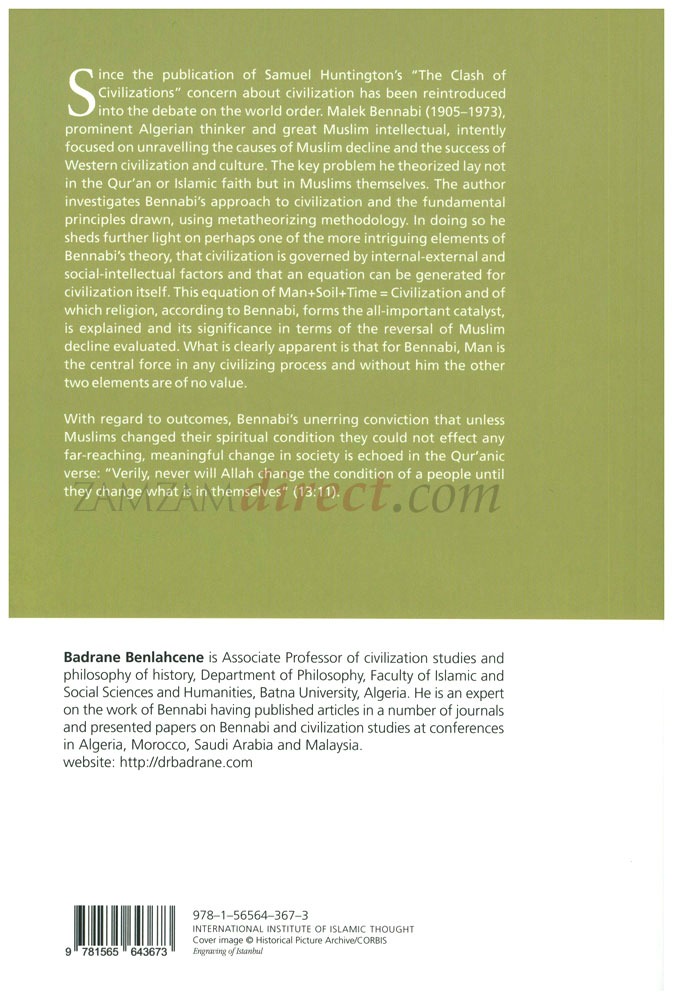 Since the publication of Samuel Huntington's "The Clash of
Civilizations" concern about civilization has been reintroduced
into the debate on the world order. Malek Bennabi (1905–1973),
prominent Algerian thinker and great Muslim intellectual, intently
focused on unravelling the causes of Muslim decline and the success of
Western civilization and culture. The key problem he theorized lay not
in the Qur'an or Islamic faith but in Muslims themselves. The author
investigates Bennabi's approach to civilization and the fundamental
principles drawn, using metatheorizing methodology. In doing so he
sheds further light on perhaps one of the more intriguing elements of
Bennabi's theory, that civilization is governed by internal-external and
social-intellectual factors and that an equation can be generated for
civilization itself. This equation of Man+Soil+Time = Civilization and of
which religion, according to Bennabi, forms the all-important catalyst,
is explained and its significance in terms of the reversal of Muslim
decline evaluated. What is clearly apparent is that for Bennabi, Man is
the central force in any civilizing process and without him the other
two elements are of no value.
With regard to outcomes, Bennabi's unerring conviction that unless
Muslims changed their spiritual condition they could not effect any
far-reaching, meaningful change in society is echoed in the Qur'anic
verse: "Verily, never will Allah change the condition of a people until
they change what is in themselves" (13:11).
ZAMZAMdirect.com
Badrane Benlahcene is Associate Professor of civilization studies and
philosophy of history, Department of Philosophy, Faculty of Islamic and
Social Sciences and Humanities, Batna University, Algeria. He is an expert
on the work of Bennabi having published articles in a number of journals
and presented papers on Bennabi and civilization studies at conferences
in Algeria, Morocco, Saudi Arabia and Malaysia.
website: http://drbadrane.com
978–1–56564–367–3
INTERNATIONAL INSTITUTE OF ISLAMIC THOUGHT
Cover image © Historical Picture Archive/CORBIS
Engraving of Istanbul
9 781565 643673